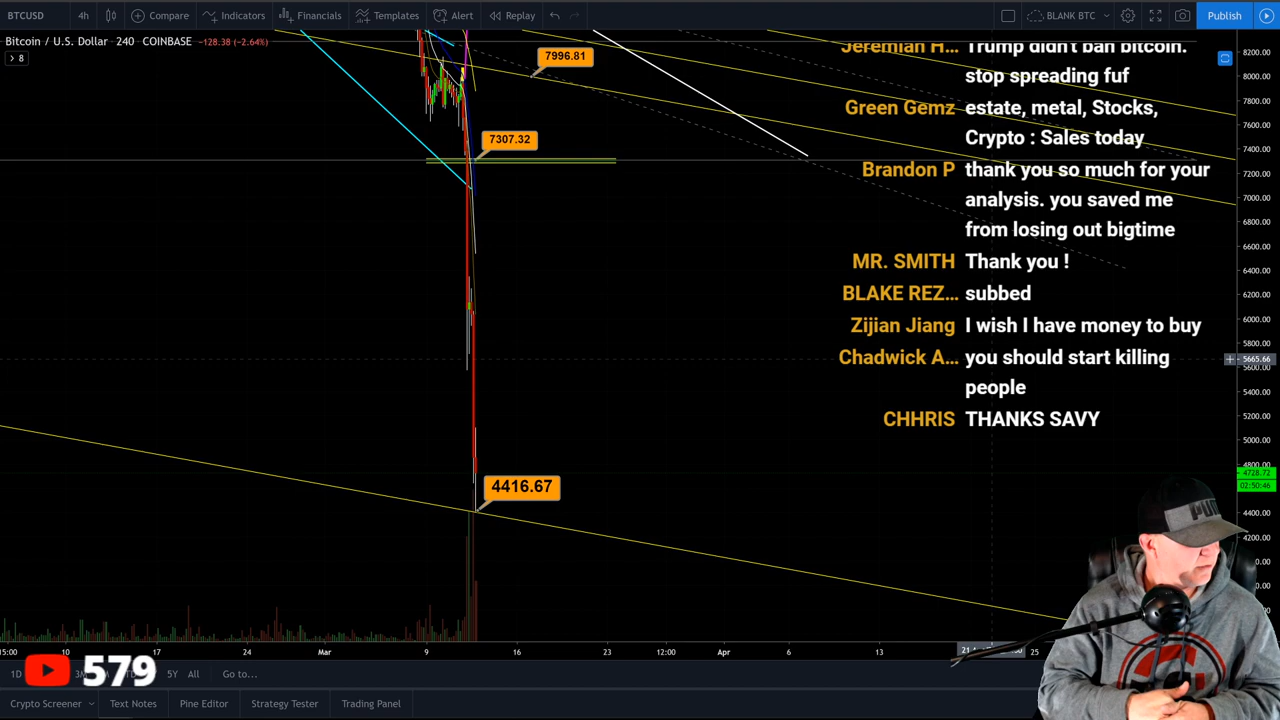 BTCUSD 4h Compare Indicators Financials Templates Alert Replay BLANK BTC Publish
Bitcoin / U.S. Dollar 240 COINBASE −128.38 (−2.64%)
8
7996.81
7307.32
4416.67
Jeremiah H... Trump didn't ban bitcoin.
stop spreading fuf
Green Gemz estate, metal, Stocks,
Crypto : Sales today
Brandon P thank you so much for your
analysis. you saved me
from losing out bigtime
MR. SMITH Thank you !
BLAKE REZ... subbed
Zijian Jiang I wish I have money to buy
Chadwick A... you should start killing
people
CHHRIS THANKS SAVY
8200.00
8000.00
7800.00
7600.00
7400.00
7200.00
7000.00
6800.00
6600.00
6400.00
6200.00
6000.00
5800.00
5665.66
5600.00
5400.00
5200.00
5000.00
4800.00
4728.72
02:50:46
4400.00
4200.00
15:00 10 17 24 Mar 9 16 23 12:00 Apr 6 13 25
1D 5Y All Go to...
579
Crypto Screener Text Notes Pine Editor Strategy Tester Trading Panel